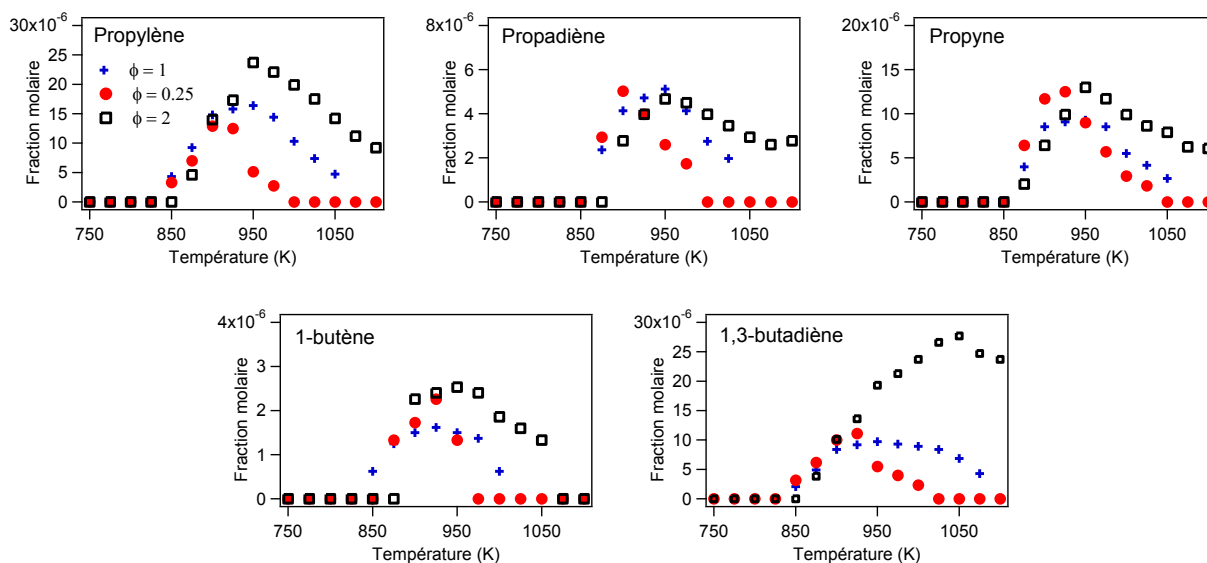 30x10-6
25
20
15
10
5
0
Fraction molaire
Propylène
ϕ = 1
ϕ = 0.25
ϕ = 2
750
850
950
1050
Température (K)
8x10-6
6
4
2
0
Fraction molaire
Propadiène
750
850
950
1050
Température (K)
20x10-6
15
10
5
0
Fraction molaire
Propyne
750
850
950
1050
Température (K)
4x10-6
3
2
1
0
Fraction molaire
1-butène
750
850
950
1050
Température (K)
30x10-6
25
20
15
10
5
0
Fraction molaire
1,3-butadiène
750
850
950
1050
Température (K)